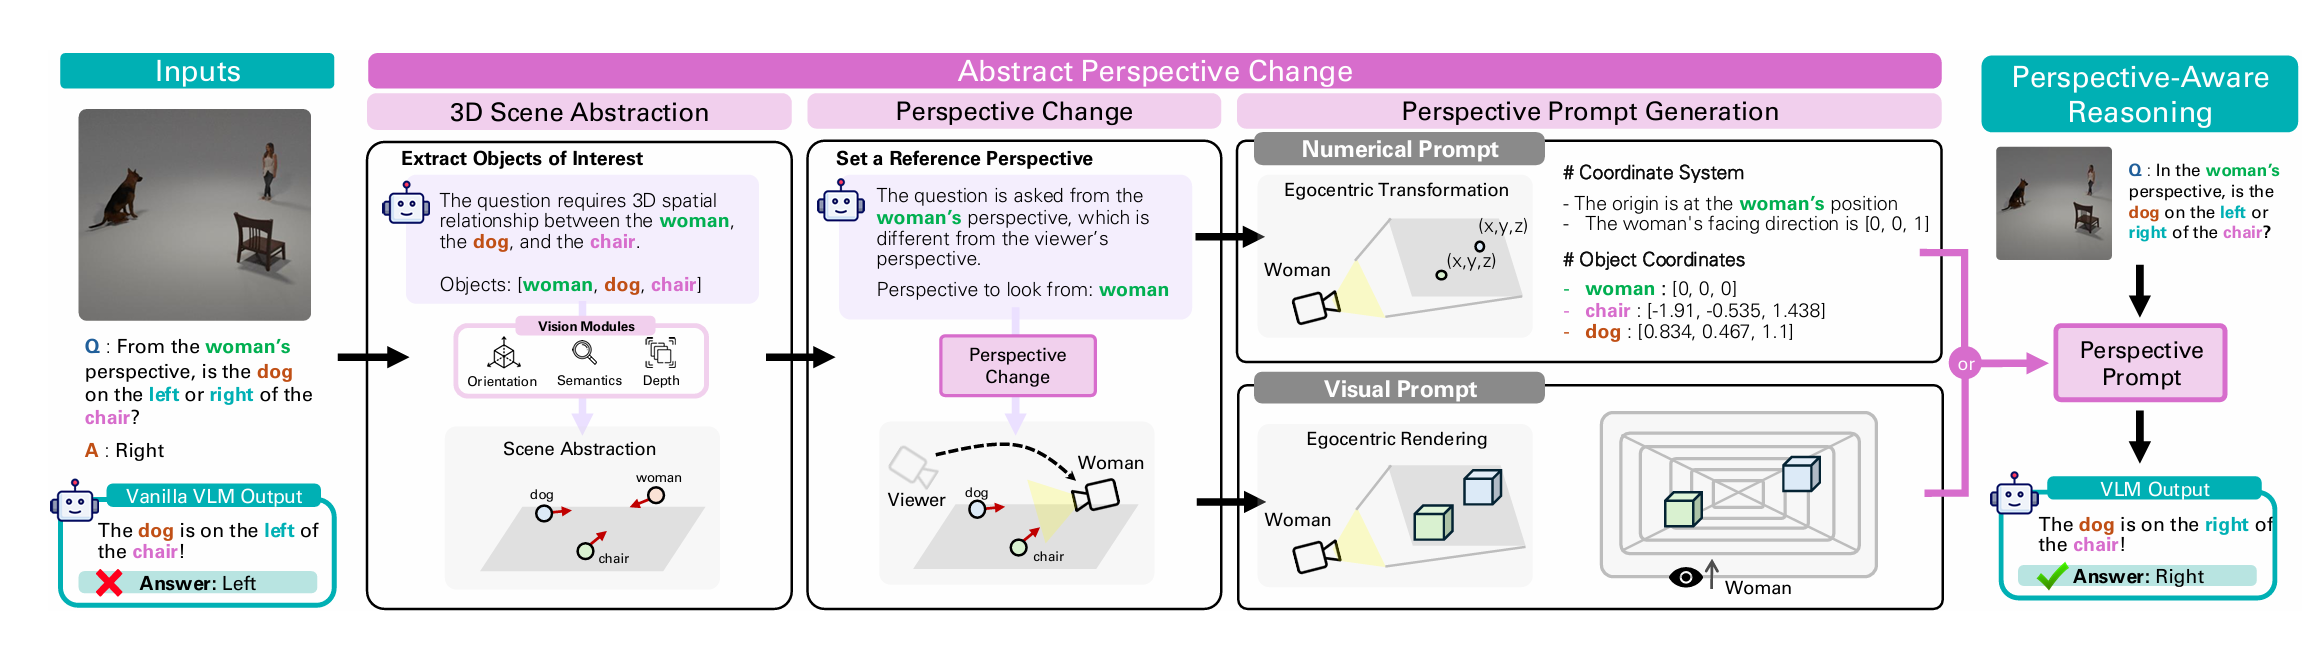 Inputs
Q : From the woman's
perspective, is the dog
on the left or right of the
chair?
A : Right
Vanilla VLM Output
The dog is on the left of
the chair!
Answer: Left
Abstract Perspective Change
3D Scene Abstraction
Extract Objects of Interest
The question requires 3D spatial
relationship between the woman,
the dog, and the chair.
Objects: [woman, dog, chair]
Vision Modules
Orientation
Semantics
Depth
Scene Abstraction
dog
woman
chair
Perspective Change
Set a Reference Perspective
The question is asked from the
woman's perspective, which is
different from the viewer's
perspective.
Perspective to look from: woman
Perspective
Change
Viewer
dog
Woman
chair
Perspective Prompt Generation
Numerical Prompt
Egocentric Transformation
(x,y,z)
(x,y,z)
Woman
# Coordinate System
- The origin is at the woman's position
- The woman's facing direction is [0, 0, 1]
# Object Coordinates
- woman : [0, 0, 0]
- chair : [-1.91, -0.535, 1.438]
- dog : [0.834, 0.467, 1.1]
Visual Prompt
Egocentric Rendering
Woman
Woman
or
Perspective-Aware
Reasoning
Q : In the woman's
perspective, is the
dog on the left or
right of the chair?
Perspective
Prompt
VLM Output
The dog is on the right of
the chair!
Answer: Right